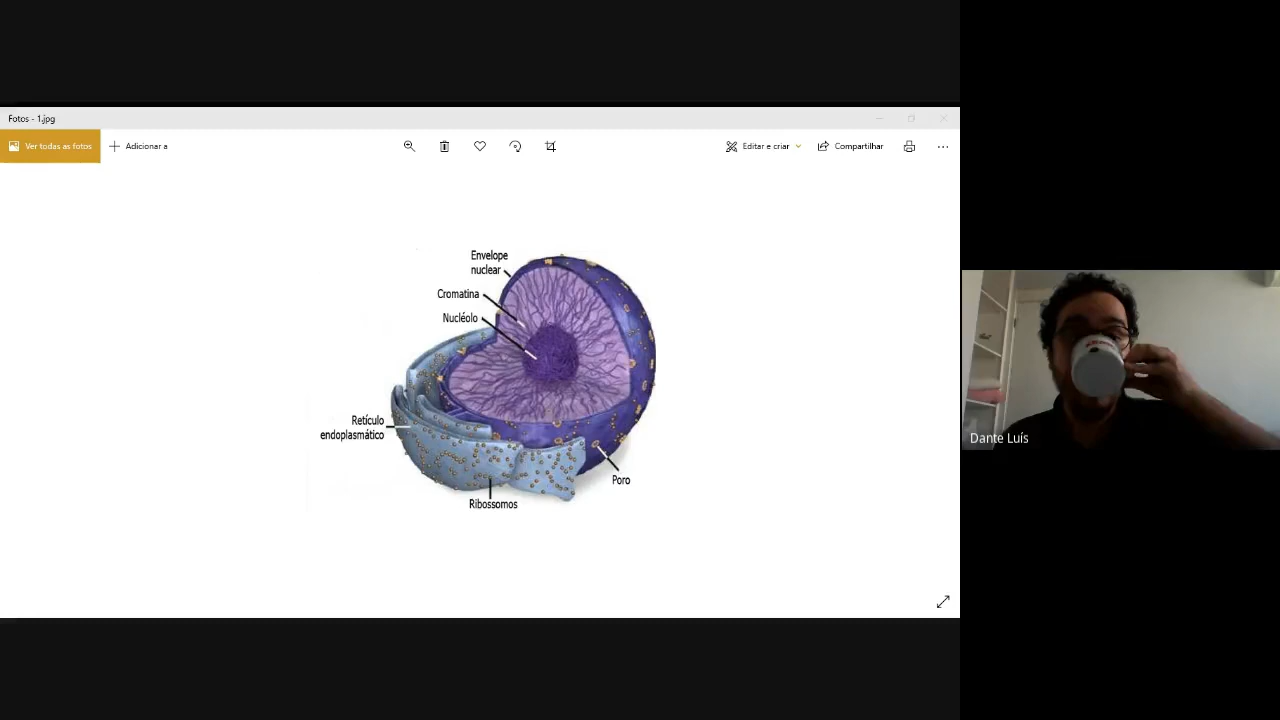 Fotos - 1.jpg
Ver todas as fotos
Adicionar a
Editar e criar
Compartilhar
Envelope
nuclear
Cromatina
Nucléolo
Retículo
endoplasmático
Poro
Ribossomos
Dante Luís